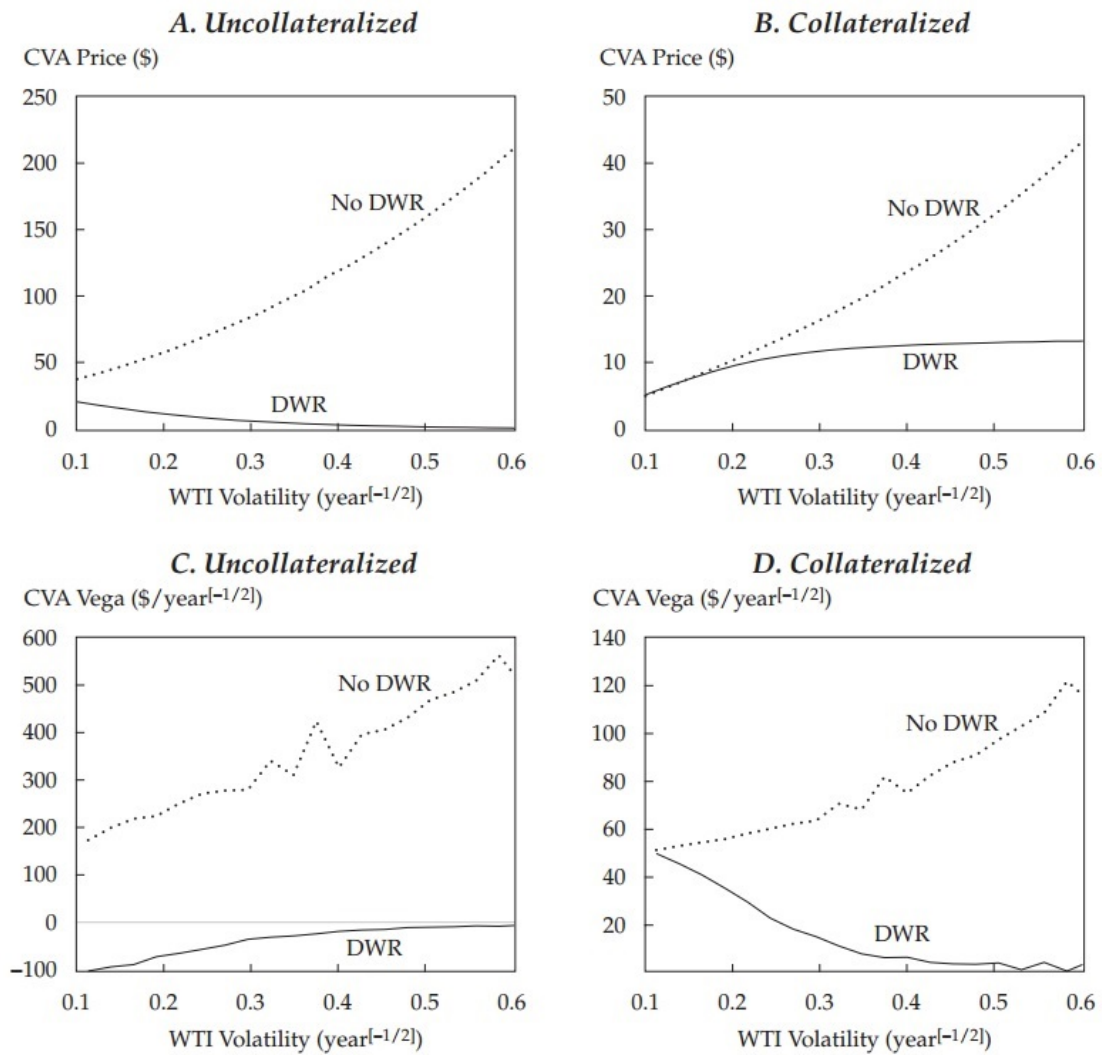 A. Uncollateralized
CVA Price ($)
250
200
150
100
50
0
No DWR
DWR
0.1 0.2 0.3 0.4 0.5 0.6
WTI Volatility (year[−1/2])
B. Collateralized
CVA Price ($)
50
40
30
20
10
0
No DWR
DWR
0.1 0.2 0.3 0.4 0.5 0.6
WTI Volatility (year[−1/2])
C. Uncollateralized
CVA Vega ($/year[−1/2])
600
500
400
300
200
100
0
−100
No DWR
DWR
0.1 0.2 0.3 0.4 0.5 0.6
WTI Volatility (year[−1/2])
D. Collateralized
CVA Vega ($/year[−1/2])
140
120
100
80
60
40
20
No DWR
DWR
0.1 0.2 0.3 0.4 0.5 0.6
WTI Volatility (year[−1/2])